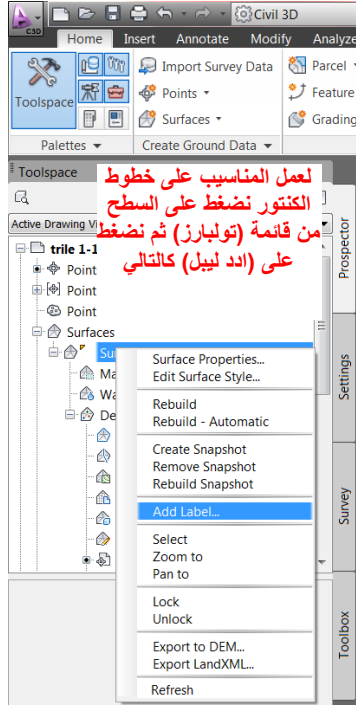 C3D
Civil 3D
Home Insert Annotate Modify Analyze
Toolspace
Import Survey Data
Points
Surfaces
Parcel
Feature
Grading
Palettes
Create Ground Data
Toolspace
Active Drawing Vi
لعمل المناسيب على خطوط
الكنتور نضغط على السطح
من قائمة (تولبارز) ثم نضغط
على (ادد ليبل) كالتالي
trile 1-1
Point
Point
Point
Surfaces
Su
Ma
Wa
De
Surface Properties...
Edit Surface Style...
Rebuild
Rebuild - Automatic
Create Snapshot
Remove Snapshot
Rebuild Snapshot
Add Label...
Select
Zoom to
Pan to
Lock
Unlock
Export to DEM...
Export LandXML...
Refresh
Prospector
Settings
Survey
Toolbox